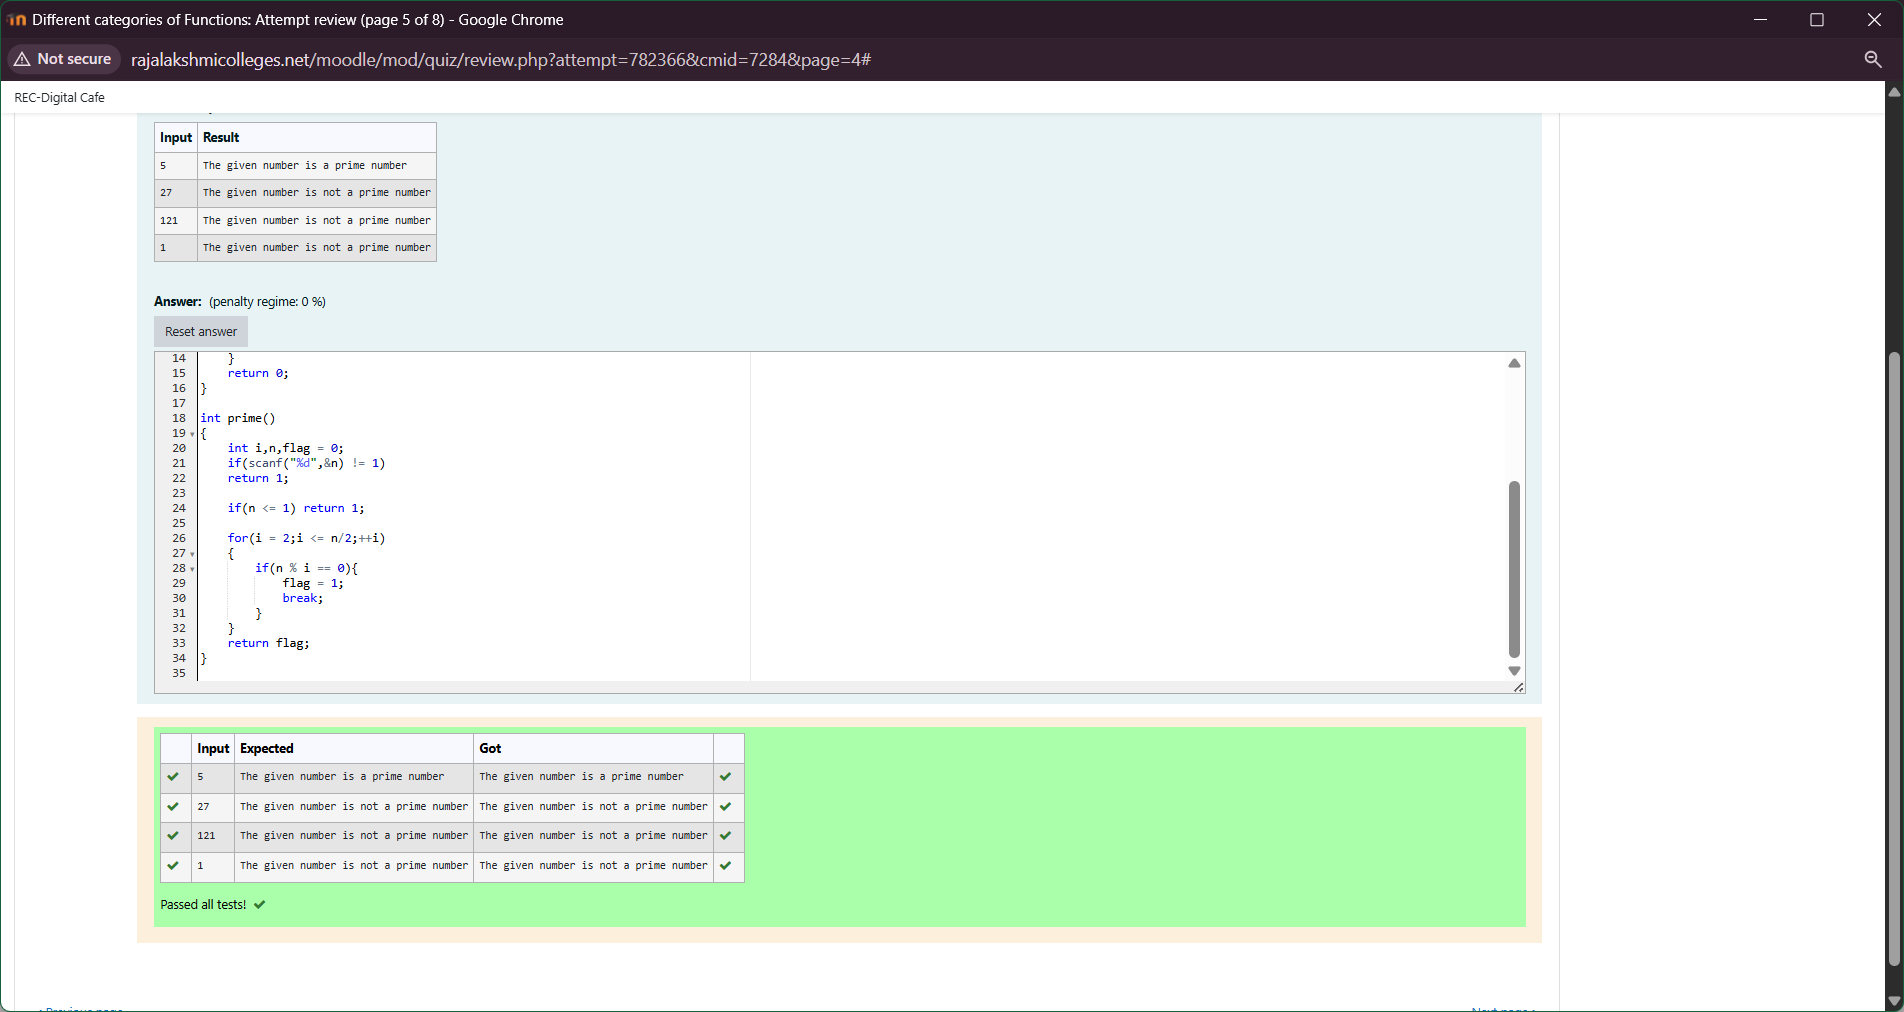 Different categories of Functions: Attempt review (page 5 of 8) - Google Chrome
Not secure rajalakshmicolleges.net/moodle/mod/quiz/review.php?attempt=782366&cmid=7284&page=4#
REC-Digital Cafe
Input Result
5 The given number is a prime number
27 The given number is not a prime number
121 The given number is not a prime number
1 The given number is not a prime number
Answer: (penalty regime: 0 %)
Reset answer
14 }
15 return 0;
16 }
17
18 int prime()
19 {
20 int i,n,flag = 0;
21 if(scanf("%d",&n) != 1)
22 return 1;
23
24 if(n <= 1) return 1;
25
26 for(i = 2;i <= n/2;++i)
27 {
28 if(n % i == 0){
29 flag = 1;
30 break;
31 }
32 }
33 return flag;
34 }
35
Input Expected Got
5 The given number is a prime number The given number is a prime number
27 The given number is not a prime number The given number is not a prime number
121 The given number is not a prime number The given number is not a prime number
1 The given number is not a prime number The given number is not a prime number
Passed all tests!